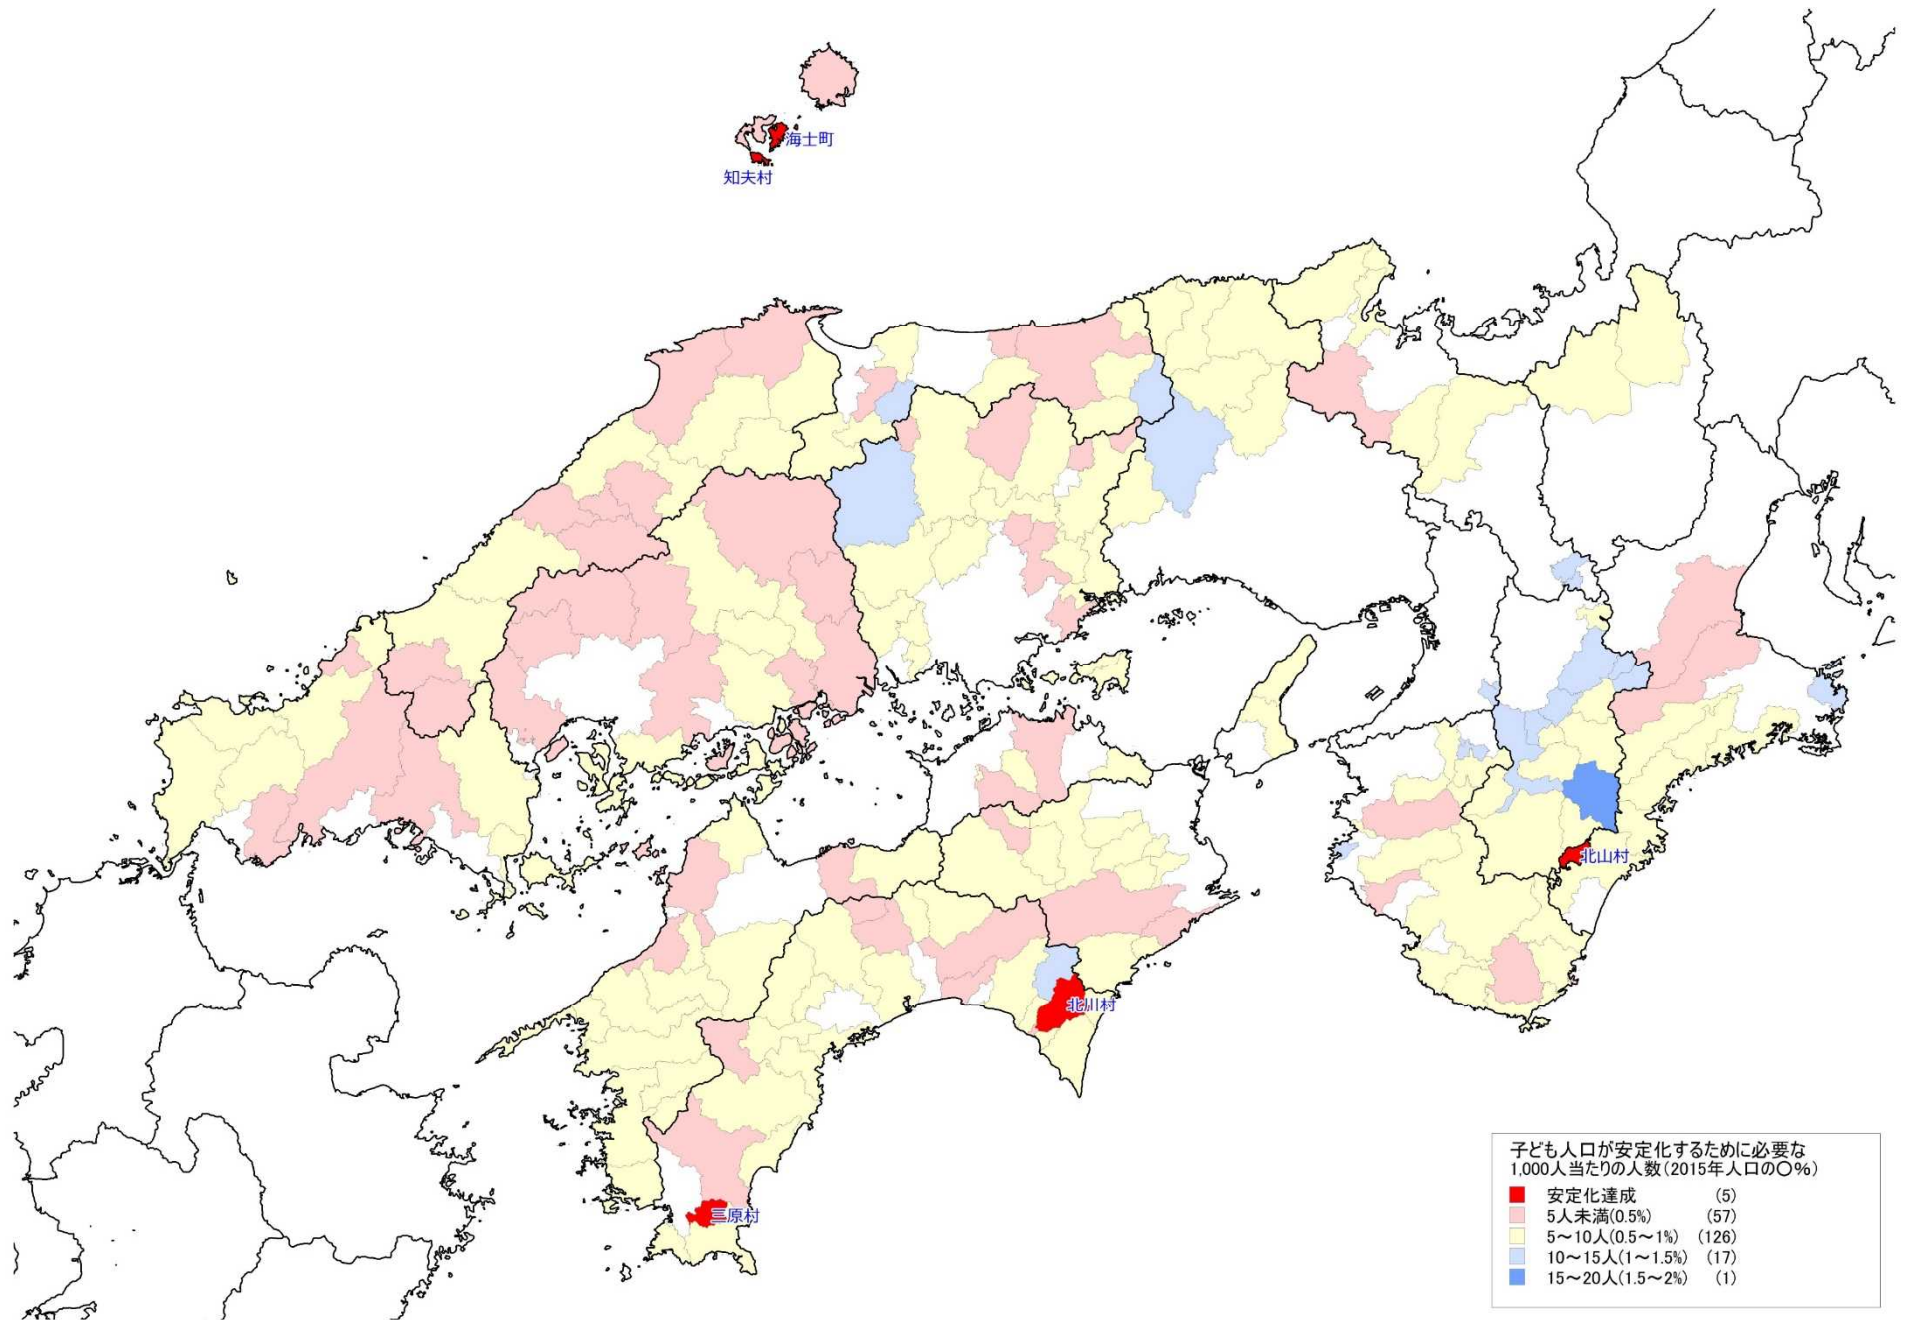 海士町
知夫村
北山村
北川村
三原村
子ども人口が安定化するために必要な
1,000人当たりの人数(2015年人口の〇%)
安定化達成 (5)
5人未満(0.5%) (57)
5～10人(0.5～1%) (126)
10～15人(1～1.5%) (17)
15～20人(1.5～2%) (1)